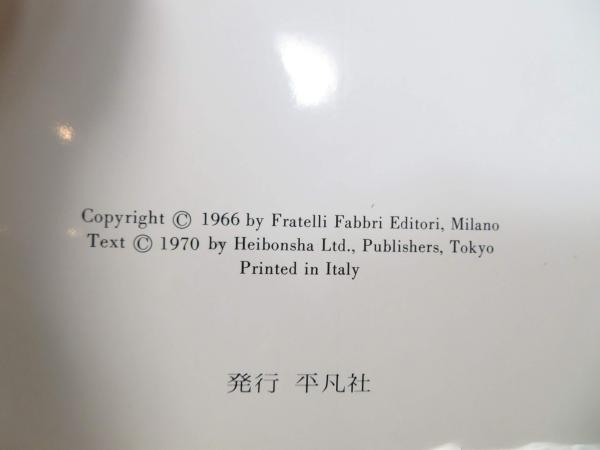 Copyright © 1966 by Fratelli Fabbri Editori, Milano
Text © 1970 by Heibonsha Ltd., Publishers, Tokyo
Printed in Italy
発行 平凡社